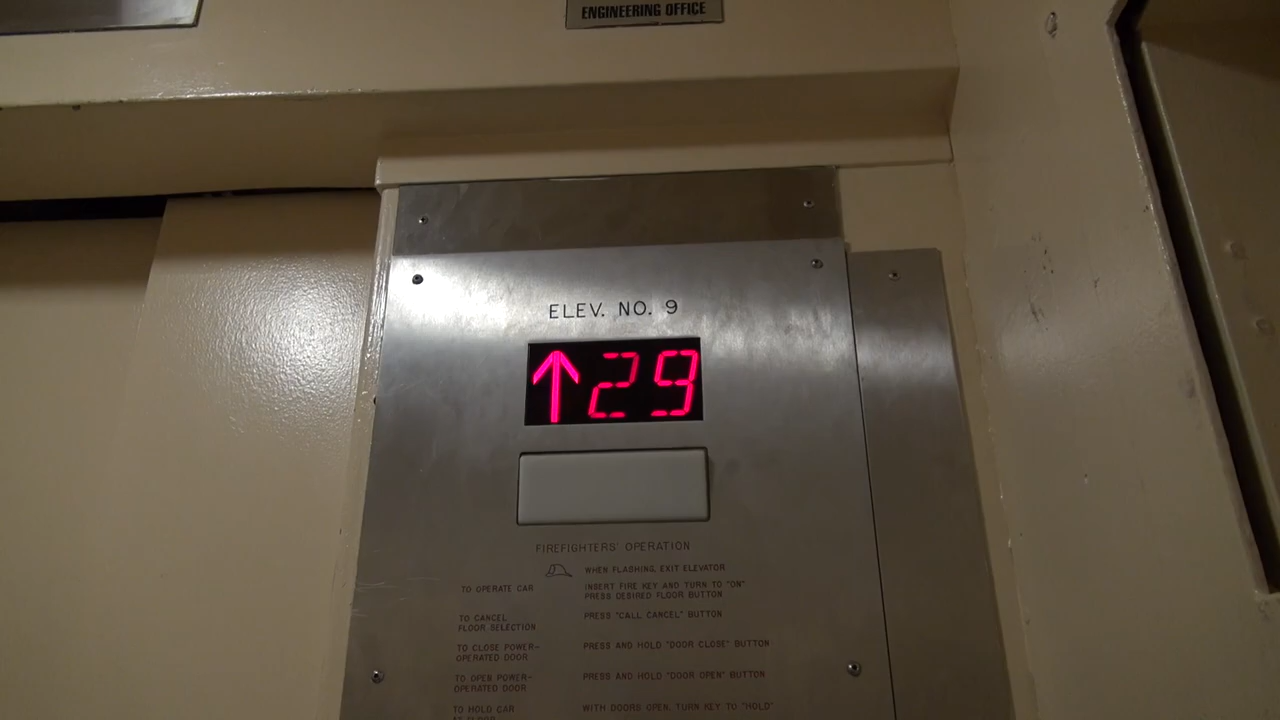 ENGINEERING OFFICE
ELEV. NO. 9
↑29
FIREFIGHTERS' OPERATION
WHEN FLASHING, EXIT ELEVATOR
TO OPERATE CAR
INSERT FIRE KEY AND TURN TO "ON"
PRESS DESIRED FLOOR BUTTON
TO CANCEL
FLOOR SELECTION
PRESS "CALL CANCEL" BUTTON
TO CLOSE POWER-
OPERATED DOOR
PRESS AND HOLD "DOOR CLOSE" BUTTON
TO OPEN POWER-
OPERATED DOOR
PRESS AND HOLD "DOOR OPEN" BUTTON
TO HOLD CAR
AT FLOOR
WITH DOORS OPEN, TURN KEY TO "HOLD"